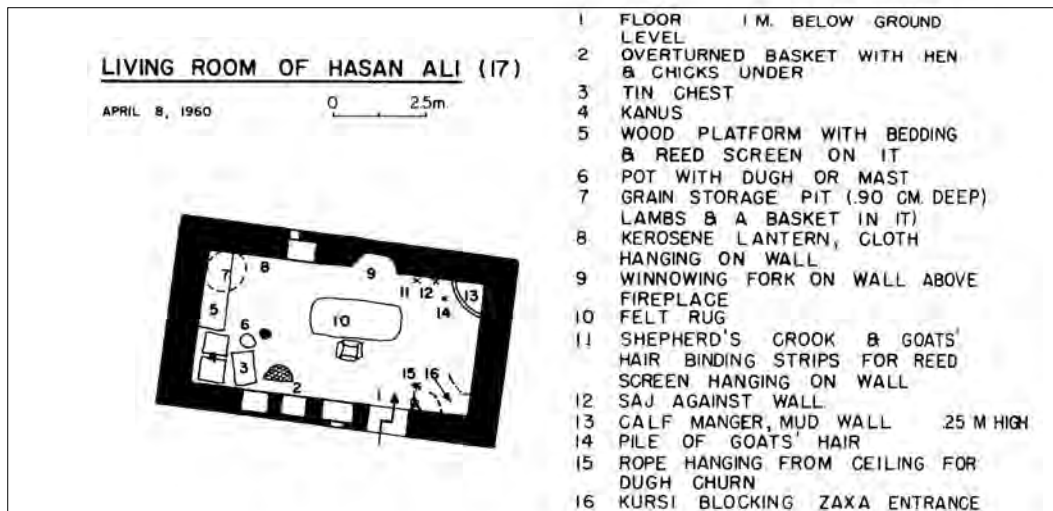 LIVING ROOM OF HASAN ALI (17)
APRIL 8, 1960
0 2.5m.
7
8
9
11
12
13
14
5
10
6
4
3
2
1
15
16
1 FLOOR 1 M. BELOW GROUND
LEVEL
2 OVERTURNED BASKET WITH HEN
& CHICKS UNDER
3 TIN CHEST
4 KANUS
5 WOOD PLATFORM WITH BEDDING
& REED SCREEN ON IT
6 POT WITH DUGH OR MAST
7 GRAIN STORAGE PIT (.90 CM. DEEP)
LAMBS & A BASKET IN IT)
8 KEROSENE LANTERN, CLOTH
HANGING ON WALL
9 WINNOWING FORK ON WALL ABOVE
FIREPLACE
10 FELT RUG
11 SHEPHERD'S CROOK & GOATS'
HAIR BINDING STRIPS FOR REED
SCREEN HANGING ON WALL
12 SAJ AGAINST WALL
13 CALF MANGER, MUD WALL .25 M HIGH
14 PILE OF GOATS' HAIR
15 ROPE HANGING FROM CEILING FOR
DUGH CHURN
16 KURSI BLOCKING ZAXA ENTRANCE